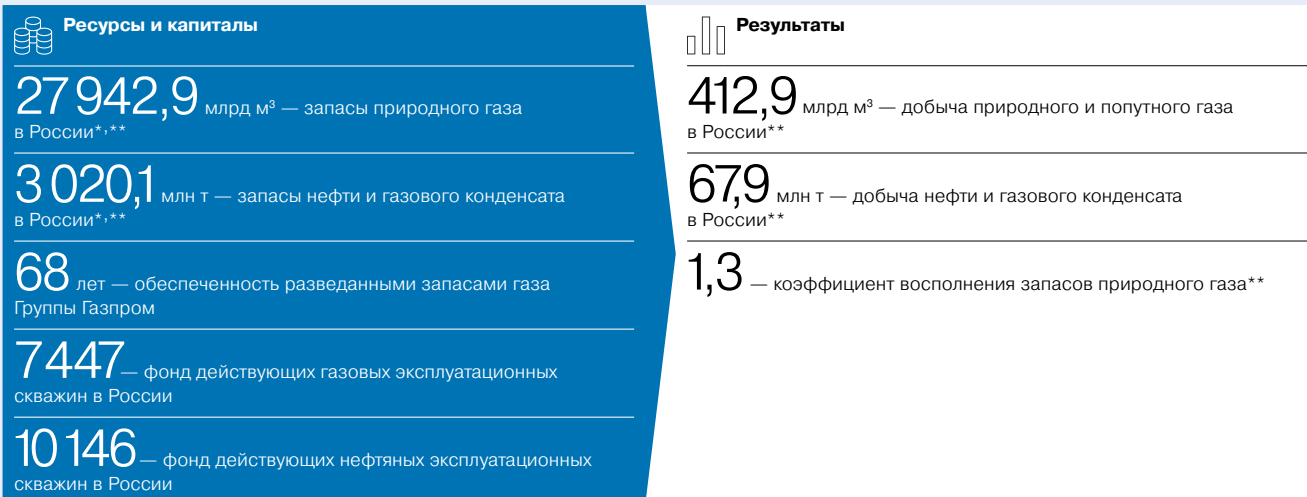 Ресурсы и капиталы
27 942,9 млрд м³ — запасы природного газа
в России*,**
3 020,1 млн т — запасы нефти и газового конденсата
в России*,**
68 лет — обеспеченность разведанными запасами газа
Группы Газпром
7 447 — фонд действующих газовых эксплуатационных
скважин в России
10 146 — фонд действующих нефтяных эксплуатационных
скважин в России
Результаты
412,9 млрд м³ — добыча природного и попутного газа
в России**
67,9 млн т — добыча нефти и газового конденсата
в России**
1,3 — коэффициент восполнения запасов природного газа**